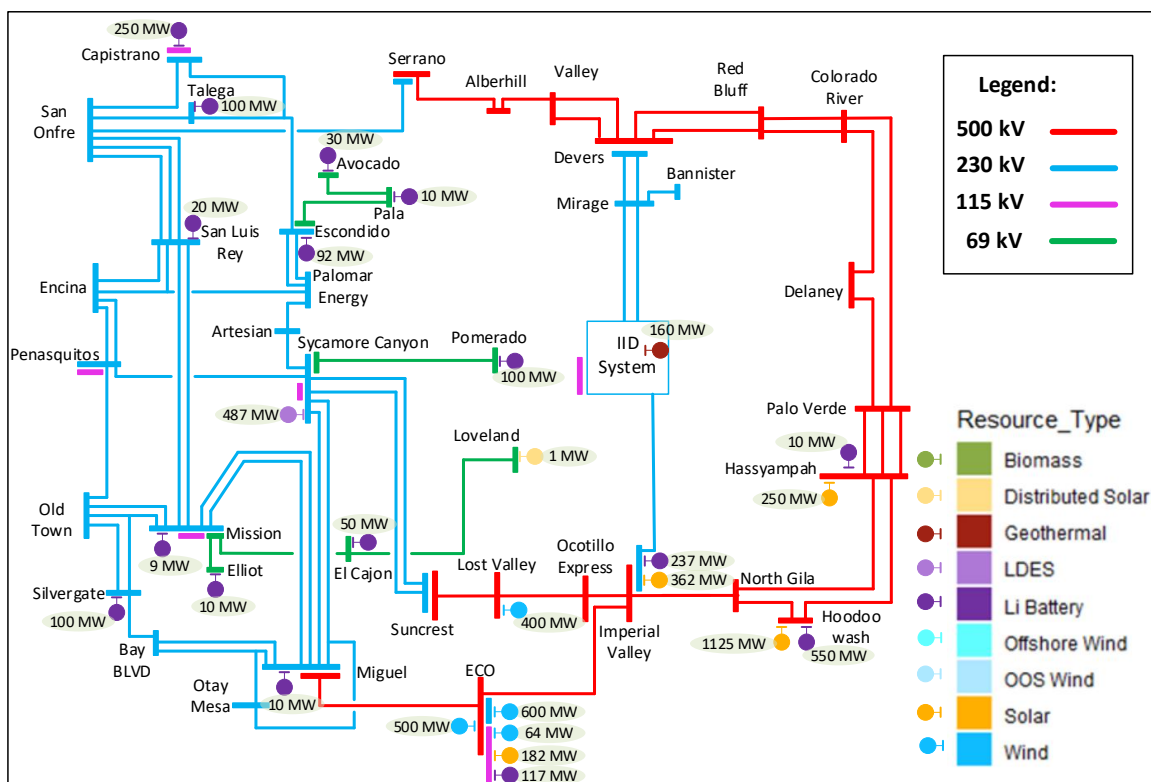 250 MW
Capistrano
Serrano
Alberhill
Valley
Red
Bluff
Colorado
River
Legend:
500 kV
230 kV
115 kV
69 kV
San
Onfre
Talega
100 MW
30 MW
Avocado
Devers
Bannister
Mirage
10 MW
Pala
20 MW
San Luis
Rey
Escondido
92 MW
Encina
Palomar
Energy
Delaney
Artesian
Sycamore Canyon
Pomerado
160 MW
IID
System
Penasquitos
100 MW
487 MW
Loveland
1 MW
Palo Verde
10 MW
Hassyampah
250 MW
Resource_Type
Biomass
Distributed Solar
Geothermal
LDES
Li Battery
Offshore Wind
OOS Wind
Solar
Wind
Old
Town
Mission
50 MW
El Cajon
9 MW
Elliot
10 MW
Silvergate
100 MW
Lost Valley
Ocotillo
Express
237 MW
362 MW
North Gila
400 MW
Suncrest
Imperial
Valley
Hoodoo
wash
1125 MW
550 MW
Bay
BLVD
Miguel
Otay
Mesa
10 MW
ECO
500 MW
600 MW
64 MW
182 MW
117 MW